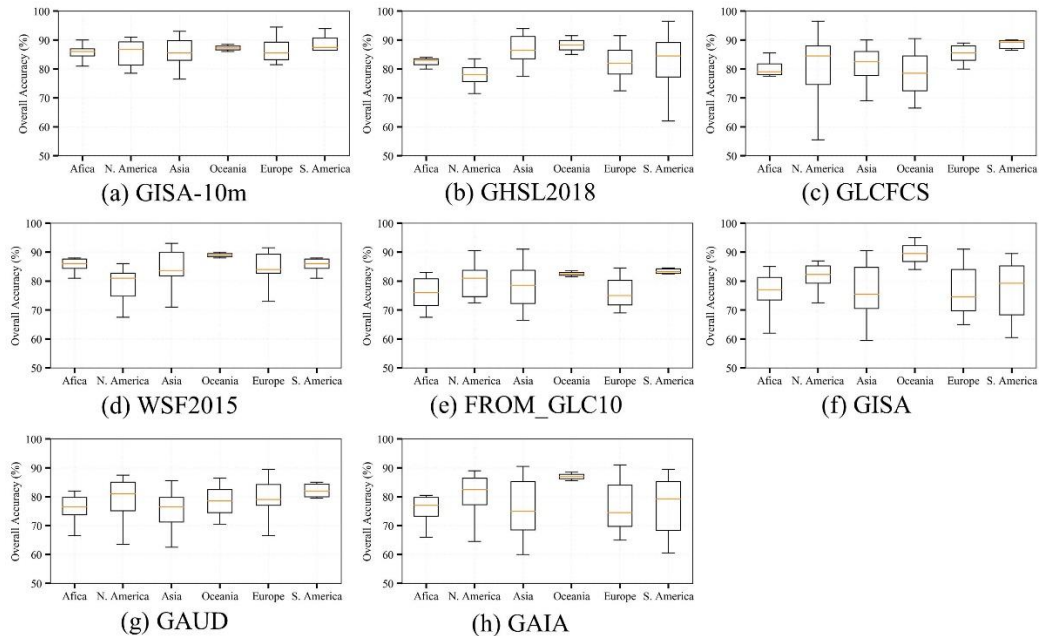 Overall Accuracy (%)
100
90
80
70
60
50
Afica N. America Asia Oceania Europe S. America
(a) GISA-10m
Overall Accuracy (%)
100
90
80
70
60
50
Afica N. America Asia Oceania Europe S. America
(b) GHSL2018
Overall Accuracy (%)
100
90
80
70
60
50
Afica N. America Asia Oceania Europe S. America
(c) GLCFCS
Overall Accuracy (%)
100
90
80
70
60
50
Afica N. America Asia Oceania Europe S. America
(d) WSF2015
Overall Accuracy (%)
100
90
80
70
60
50
Afica N. America Asia Oceania Europe S. America
(e) FROM_GLC10
Overall Accuracy (%)
100
90
80
70
60
50
Afica N. America Asia Oceania Europe S. America
(f) GISA
Overall Accuracy (%)
100
90
80
70
60
50
Afica N. America Asia Oceania Europe S. America
(g) GAUD
Overall Accuracy (%)
100
90
80
70
60
50
Afica N. America Asia Oceania Europe S. America
(h) GAIA